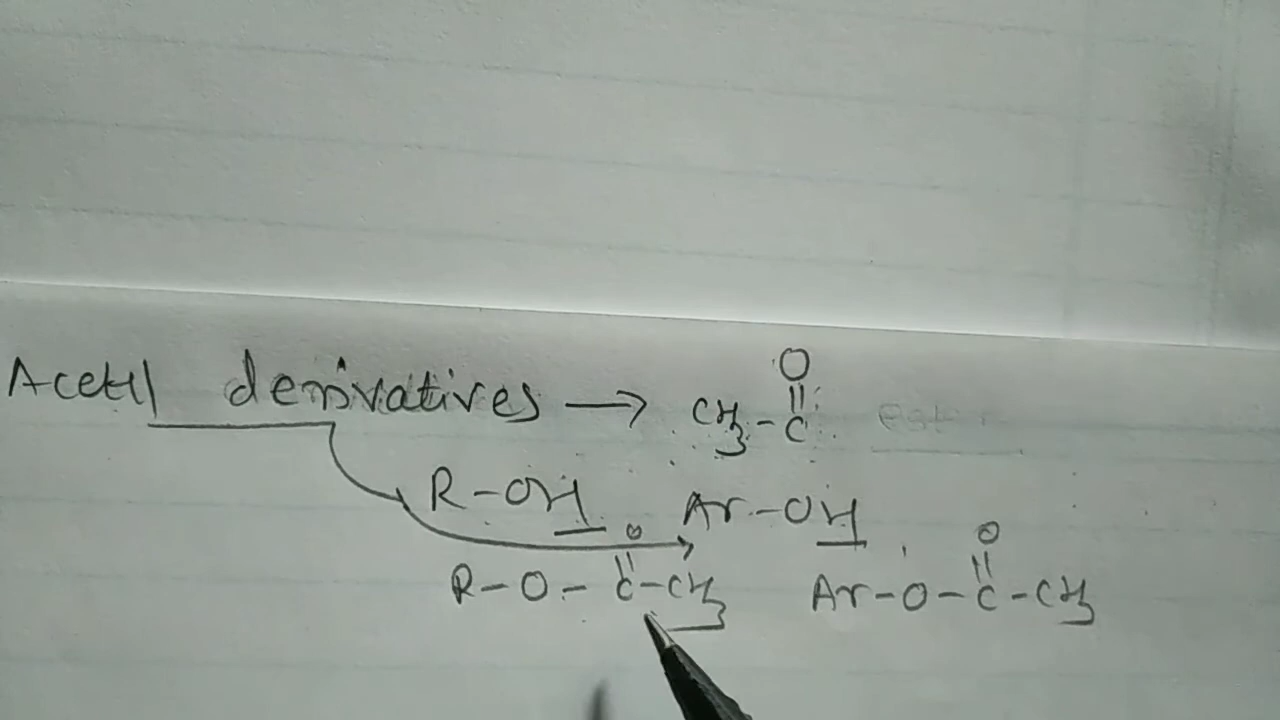 Acetyl derivatives → CH3-C=O
R-OH Ar-OH
R-O-C(=O)-CH3 Ar-O-C(=O)-CH3